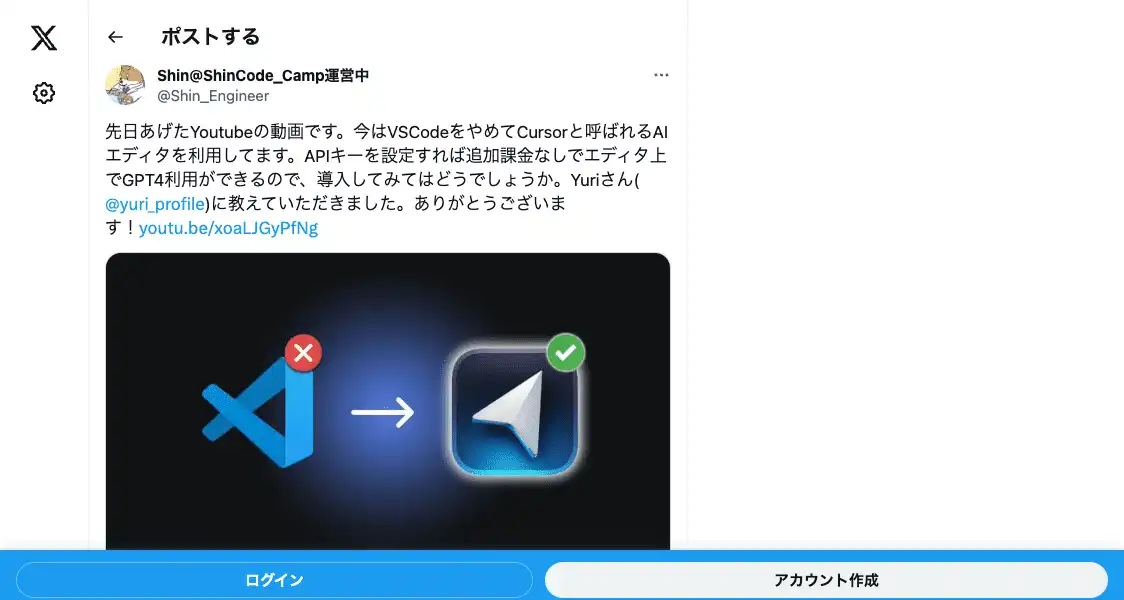 ポストする
Shin@ShinCode_Camp運営中
@Shin_Engineer
先日あげたYoutubeの動画です。今はVSCodeをやめてCursorと呼ばれるAI
エディタを利用してます。APIキーを設定すれば追加課金なしでエディタ上
でGPT4利用ができるので、導入してみてはどうでしょうか。Yuriさん(
@yuri_profile)に教えていただきました。ありがとうございま
す！youtu.be/xoaLJGyPfNg
ログイン
アカウント作成